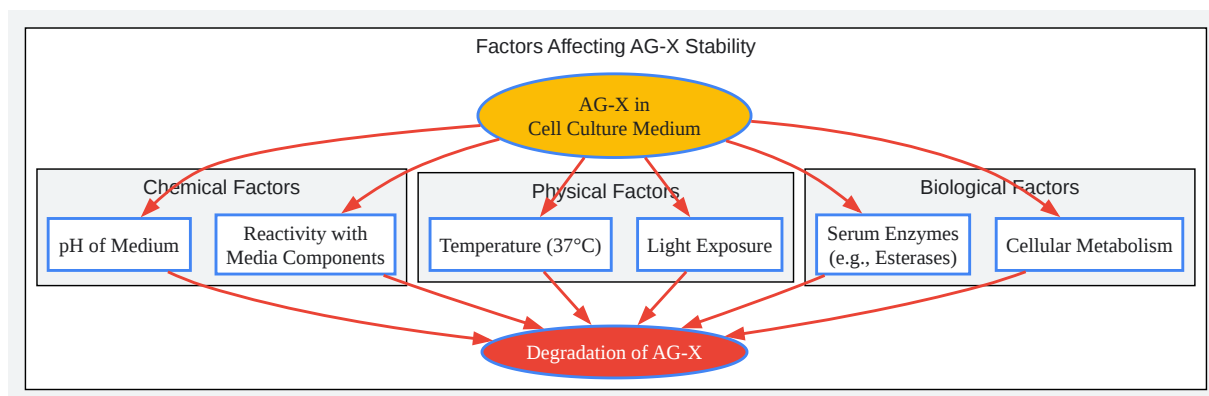 Factors Affecting AG-X Stability
AG-X in
Cell Culture Medium
Chemical Factors
Physical Factors
Biological Factors
pH of Medium
Reactivity with
Media Components
Temperature (37°C)
Light Exposure
Serum Enzymes
(e.g., Esterases)
Cellular Metabolism
Degradation of AG-X